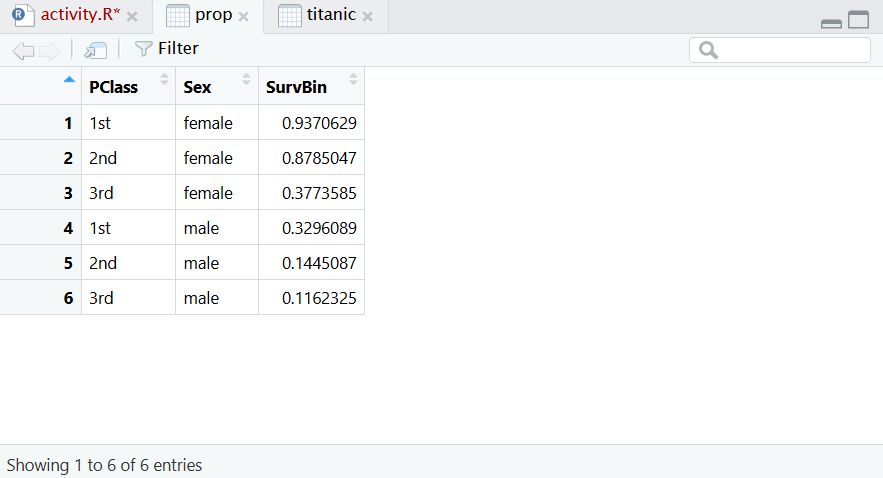 activity.R* prop titanic
Filter
PClass Sex SurvBin
1 1st female 0.9370629
2 2nd female 0.8785047
3 3rd female 0.3773585
4 1st male 0.3296089
5 2nd male 0.1445087
6 3rd male 0.1162325
Showing 1 to 6 of 6 entries